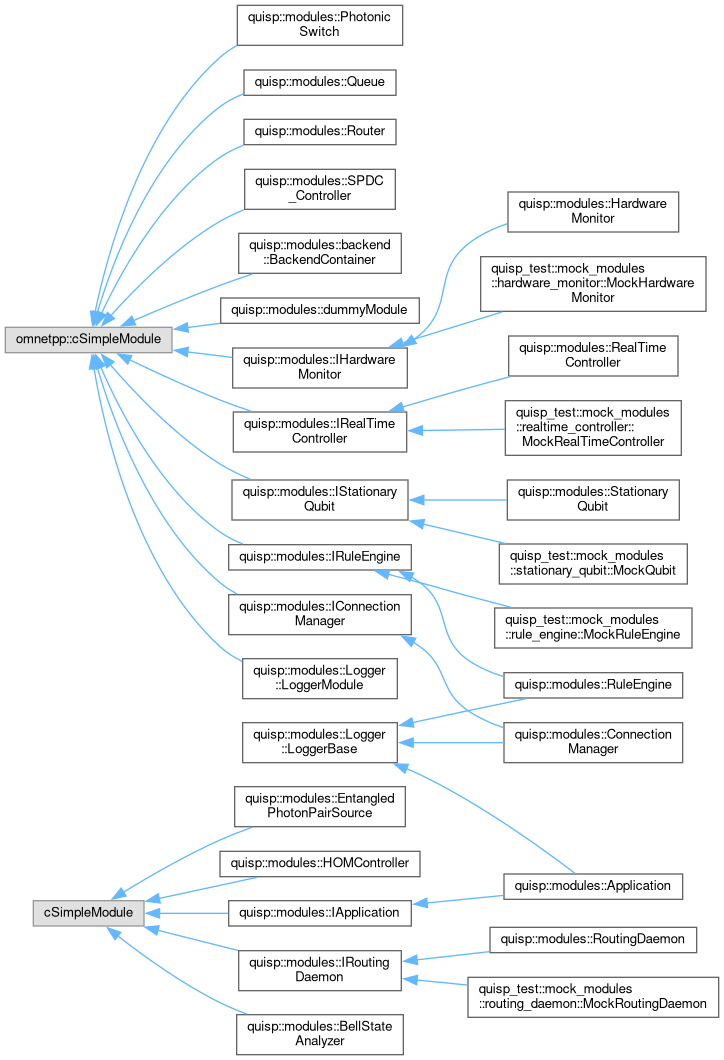 quisp::modules::Photonic
Switch
quisp::modules::Queue
quisp::modules::Router
quisp::modules::SPDC
_Controller
quisp::modules::backend
::BackendContainer
quisp::modules::dummyModule
omnetpp::cSimpleModule
quisp::modules::IHardware
Monitor
quisp::modules::IRealTime
Controller
quisp::modules::IStationary
Qubit
quisp::modules::IRuleEngine
quisp::modules::IConnection
Manager
quisp::modules::Logger
::LoggerModule
quisp::modules::Hardware
Monitor
quisp_test::mock_modules
::hardware_monitor::MockHardware
Monitor
quisp::modules::RealTime
Controller
quisp_test::mock_modules
::realtime_controller::
MockRealTimeController
quisp::modules::Stationary
Qubit
quisp_test::mock_modules
::stationary_qubit::MockQubit
quisp_test::mock_modules
::rule_engine::MockRuleEngine
quisp::modules::RuleEngine
quisp::modules::Logger
::LoggerBase
quisp::modules::Connection
Manager
quisp::modules::Entangled
PhotonPairSource
quisp::modules::HOMController
cSimpleModule
quisp::modules::IApplication
quisp::modules::Application
quisp::modules::IRouting
Daemon
quisp::modules::RoutingDaemon
quisp_test::mock_modules
::routing_daemon::MockRoutingDaemon
quisp::modules::BellState
Analyzer